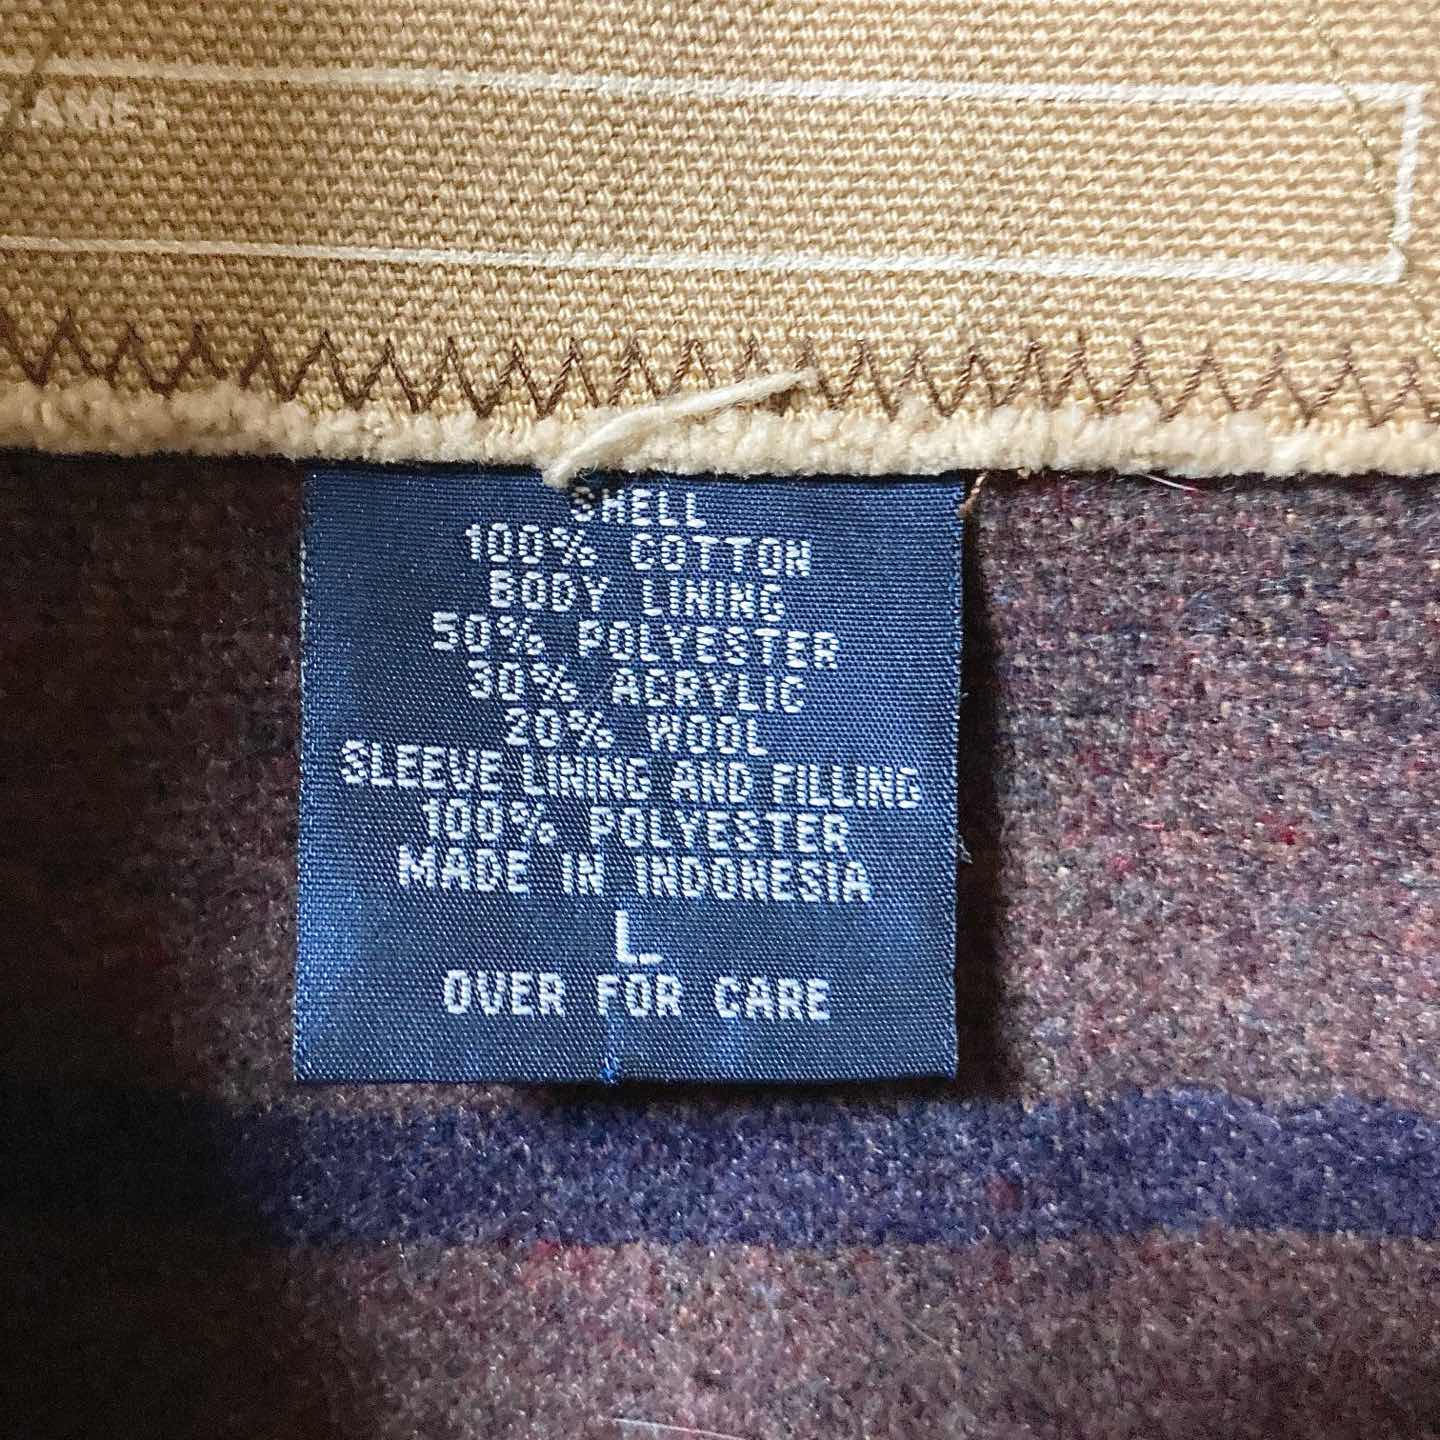 AME:
SHELL
100% COTTON
BODY LINING
50% POLYESTER
30% ACRYLIC
20% WOOL
SLEEVE LINING AND FILLING
100% POLYESTER
MADE IN INDONESIA
L
OVER FOR CARE